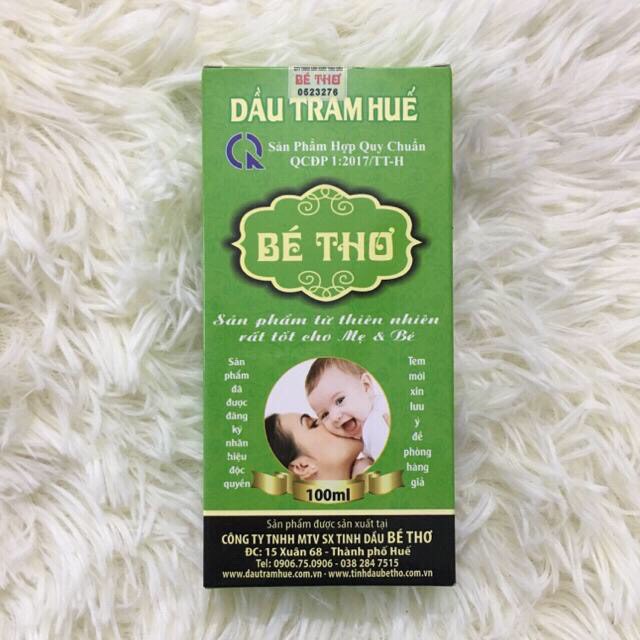 BÉ THƠ
0523276
DẦU TRÀM HUẾ
Sản Phẩm Hợp Quy Chuẩn
QCĐP 1:2017/TT-H
BÉ THƠ
Sản phẩm từ thiên nhiên
rất tốt cho Mẹ & Bé
Sản
phẩm
đã
được
đăng
ký
nhãn
hiệu
độc
quyền
Tem
mới
xin
lưu
ý
để
phòng
hàng
giả
100ml
Sản phẩm được sản xuất tại
CÔNG TY TNHH MTV SX TINH DẦU BÉ THƠ
ĐC: 15 Xuân 68 - Thành phố Huế
Tel: 0906.75.0906 - 038 284 7515
www.dautramhue.com.vn - www.tinhdaubetho.com.vn